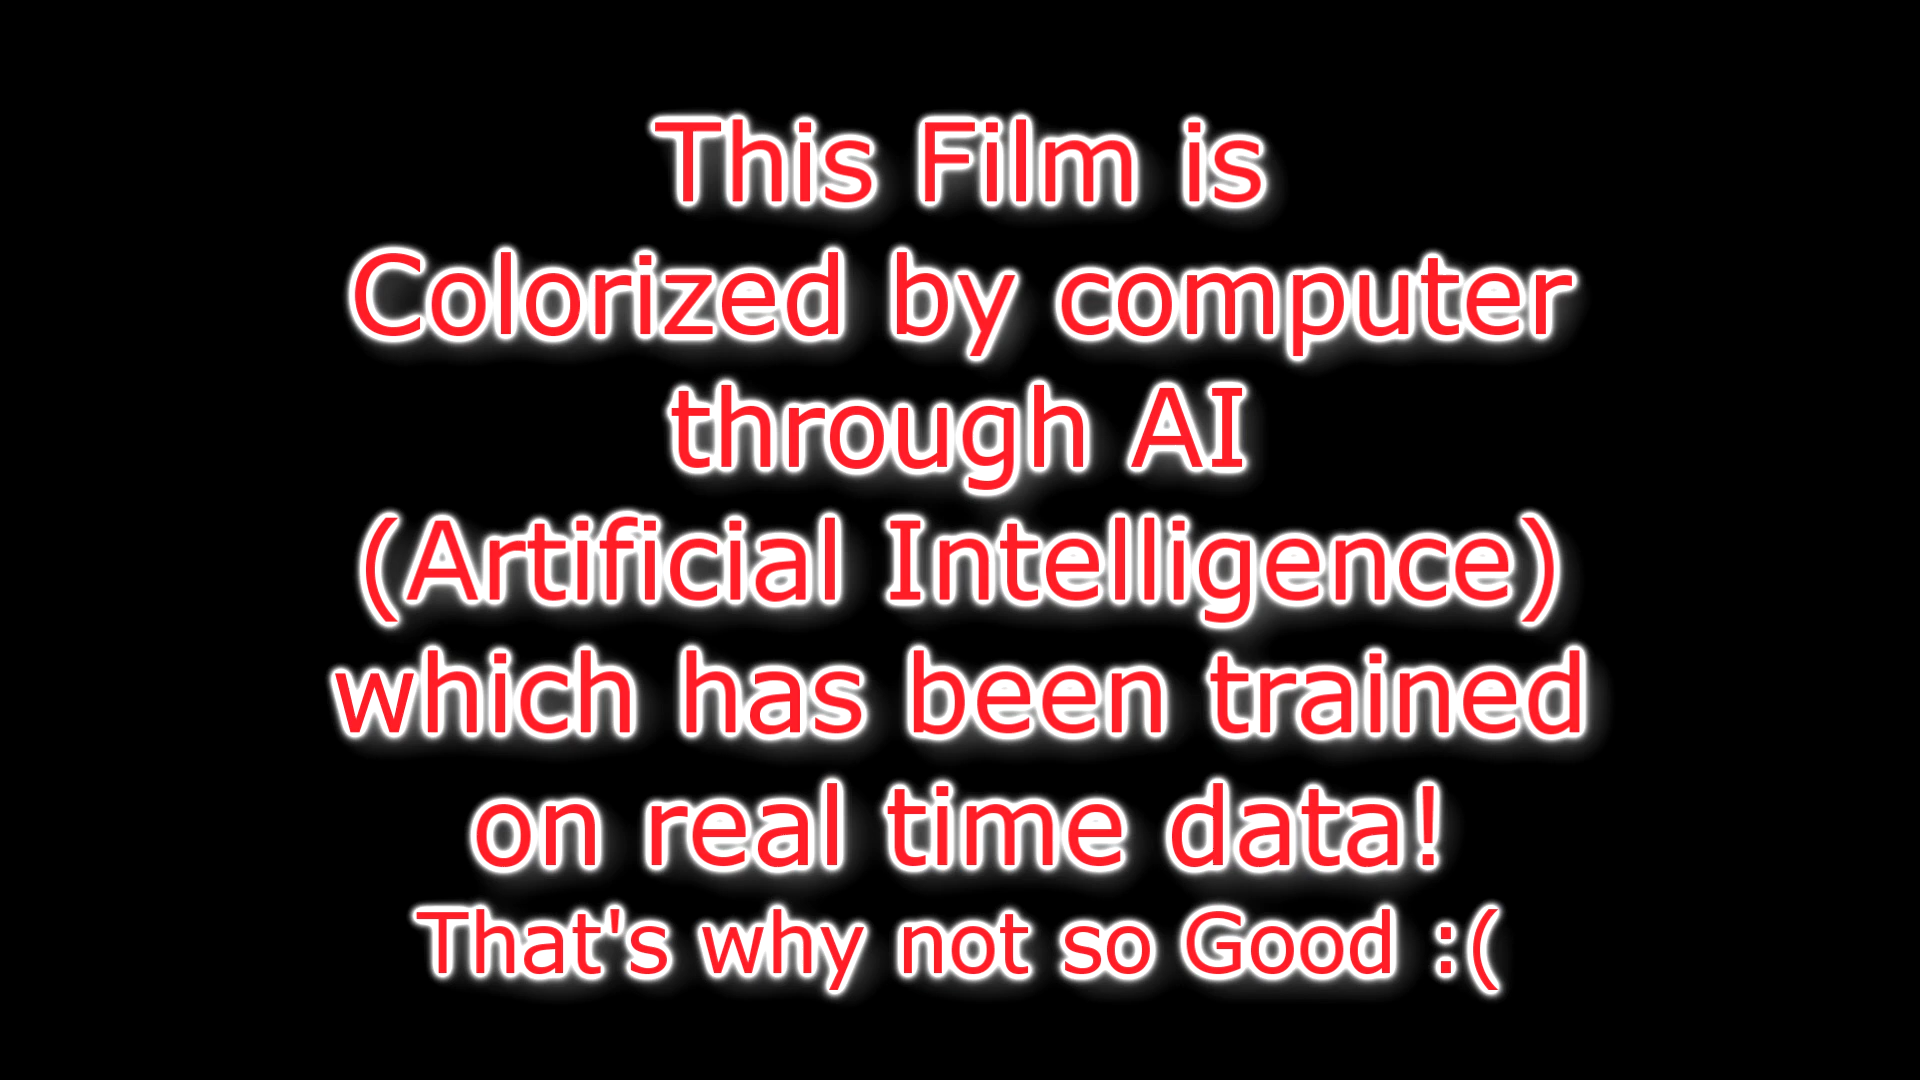 This Film is
Colorized by computer
through AI
(Artificial Intelligence)
which has been trained
on real time data!
That's why not so Good :(